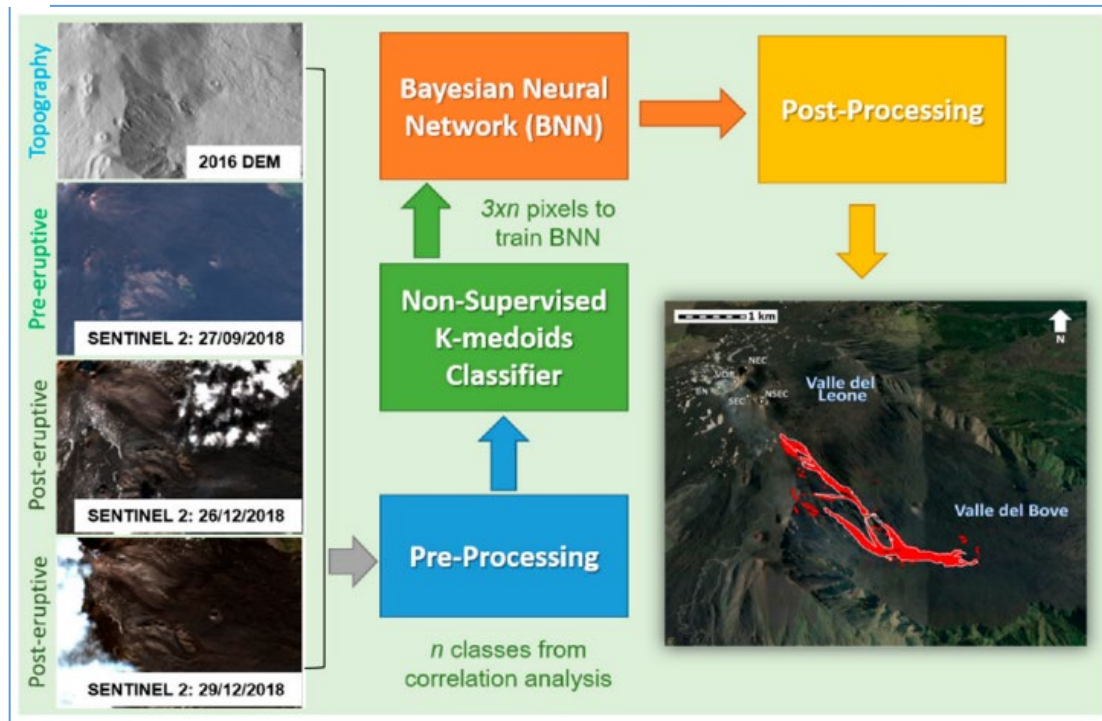 Topography
2016 DEM
Pre-eruptive
SENTINEL 2: 27/09/2018
Post-eruptive
SENTINEL 2: 26/12/2018
Post-eruptive
SENTINEL 2: 29/12/2018
Pre-Processing
n classes from
correlation analysis
Non-Supervised
K-medoids
Classifier
3xn pixels to
train BNN
Bayesian Neural
Network (BNN)
Post-Processing
1 km
N
NEC
VOR
BN
NSEC
SEC
Valle del
Leone
Valle del Bove